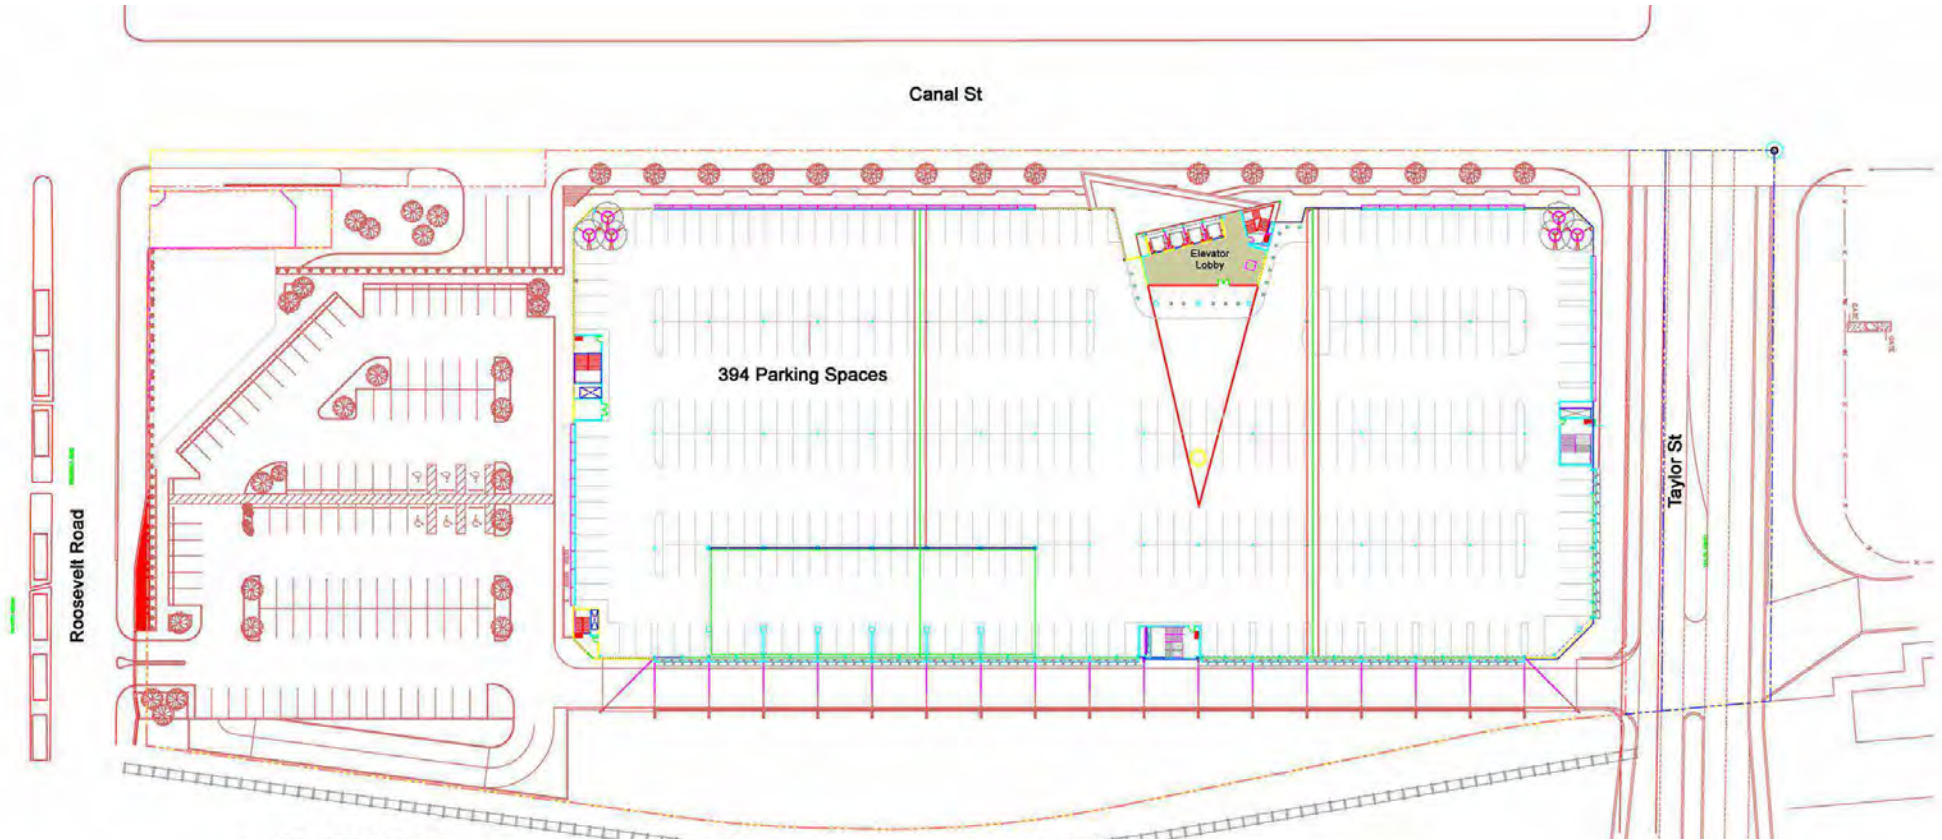 Canal St
Elevator
Lobby
394 Parking Spaces
Taylor St
Roosevelt Road